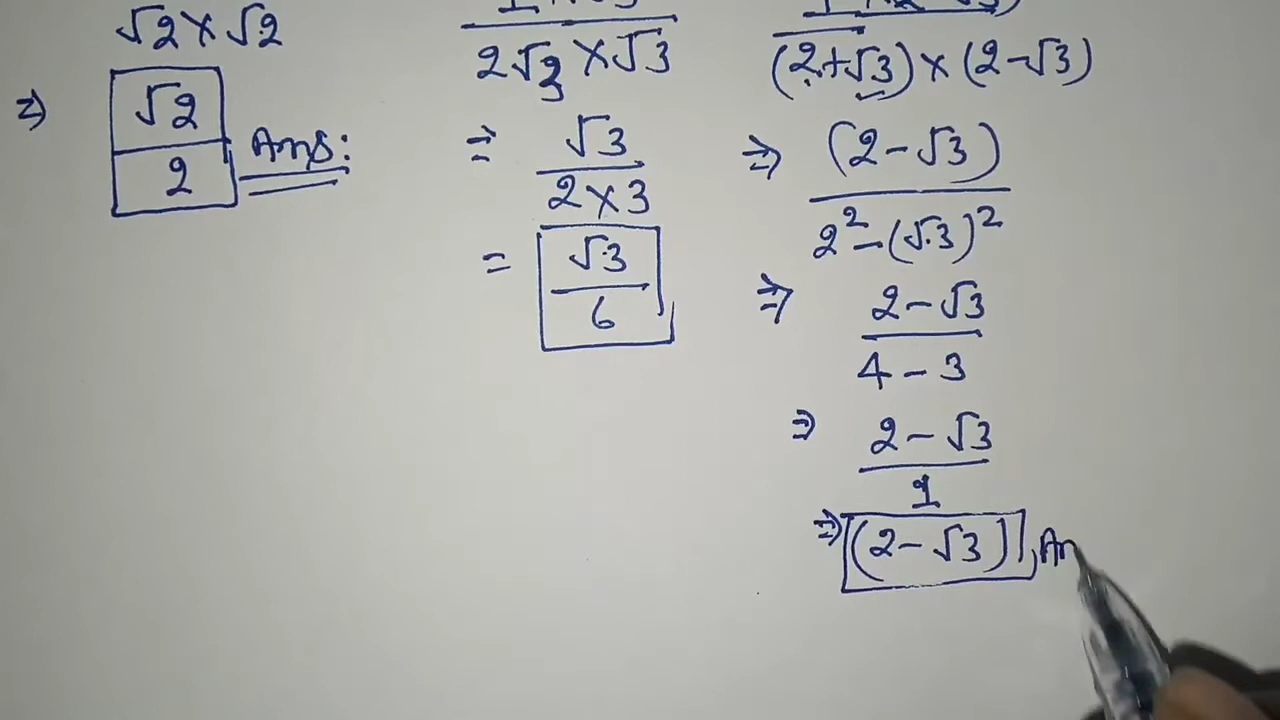 √2 × √2
⇒ √2
2
Ans:
2√3 × √3
⇒ √3
2 × 3
= √3
6
(2+√3) × (2-√3)
⇒ (2-√3)
2² - (√3)²
⇒ 2-√3
4-3
⇒ 2-√3
1
⇒ (2-√3) An